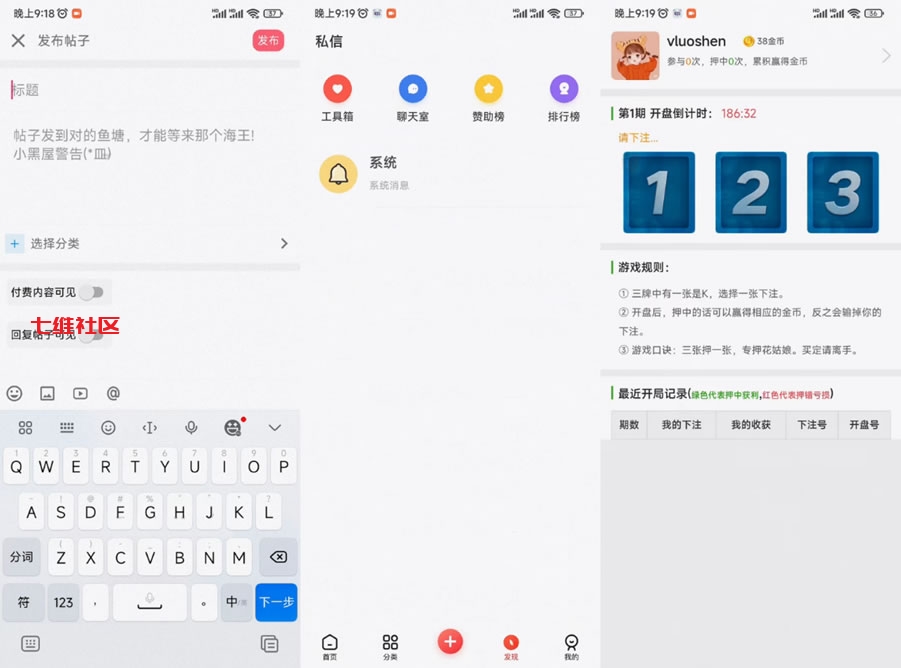 晚上9:18
37
发布帖子
发布
标题
帖子发到对的鱼塘，才能等来那个海王!
小黑屋警告(*皿)
+ 选择分类
付费内容可见
七维社区
回复帖子可见
Q W E R T Y U I O P
1 2 3 4 5 6 7 8 9 0
A S D F G H J K L
分词 Z X C V B N M
符 123 ， 。 中/英 下一步
晚上9:19
37
私信
工具箱 聊天室 赞助榜 排行榜
系统
系统消息
首页 分类 发现 我的
晚上9:19
36
vluoshen 38金币
参与0次，押中0次，累积赢得金币
第1期 开盘倒计时： 186:32
请下注...
1 2 3
游戏规则：
① 三牌中有一张是K，选择一张下注。
② 开盘后，押中的话可以赢得相应的金币，反之会输掉你的
下注。
③ 游戏口诀：三张押一张，专押花姑娘。买定请离手。
最近开局记录(绿色代表押中获利,红色代表押错亏损)
期数 我的下注 我的收获 下注号 开盘号